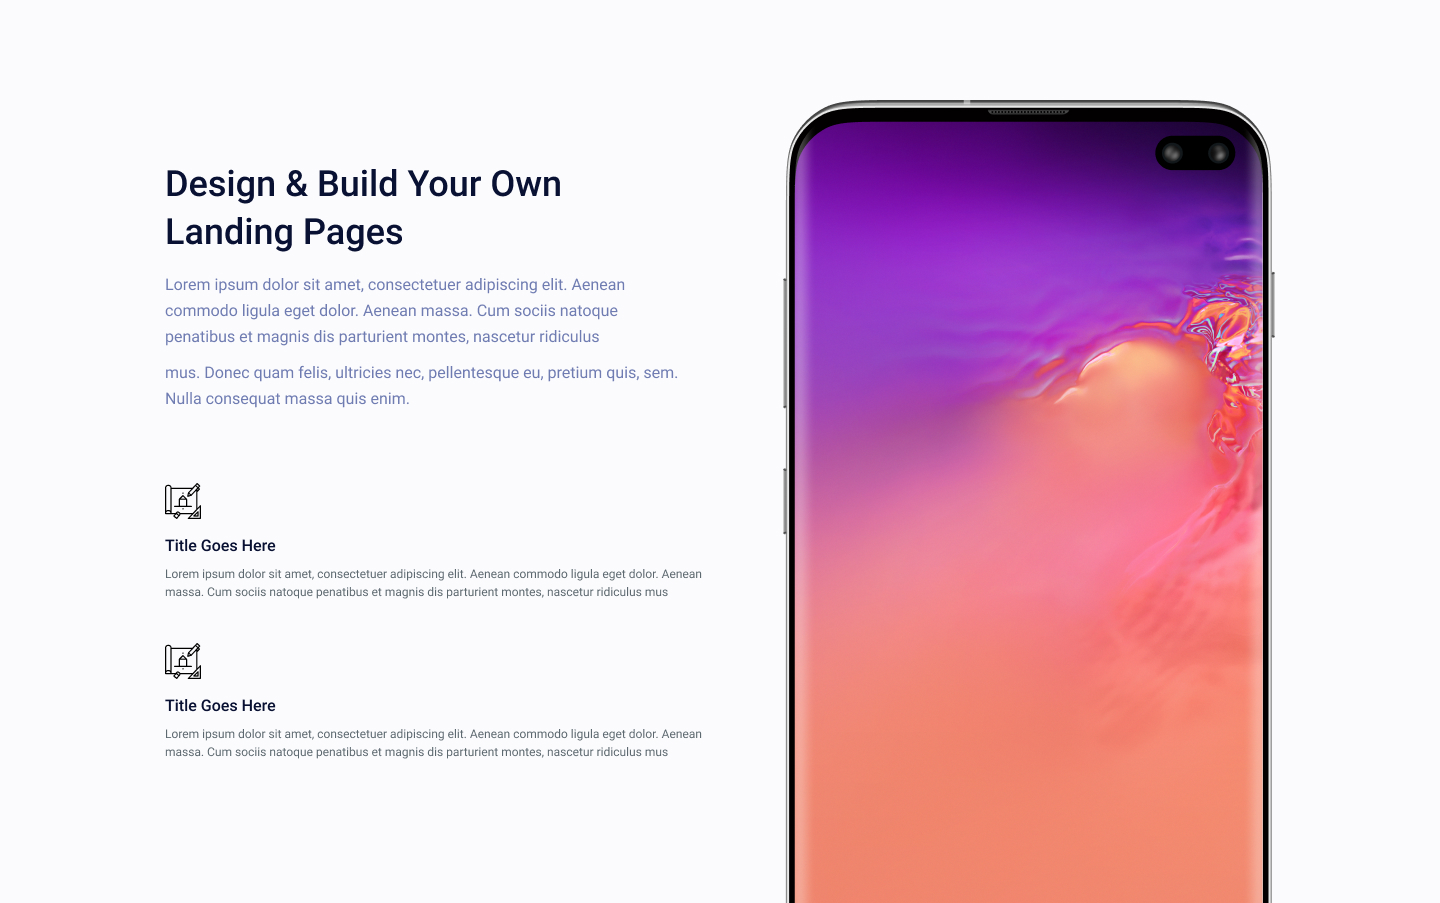 Design & Build Your Own
Landing Pages
Lorem ipsum dolor sit amet, consectetuer adipiscing elit. Aenean
commodo ligula eget dolor. Aenean massa. Cum sociis natoque
penatibus et magnis dis parturient montes, nascetur ridiculus
mus. Donec quam felis, ultricies nec, pellentesque eu, pretium quis, sem.
Nulla consequat massa quis enim.
Title Goes Here
Lorem ipsum dolor sit amet, consectetuer adipiscing elit. Aenean commodo ligula eget dolor. Aenean
massa. Cum sociis natoque penatibus et magnis dis parturient montes, nascetur ridiculus mus
Title Goes Here
Lorem ipsum dolor sit amet, consectetuer adipiscing elit. Aenean commodo ligula eget dolor. Aenean
massa. Cum sociis natoque penatibus et magnis dis parturient montes, nascetur ridiculus mus